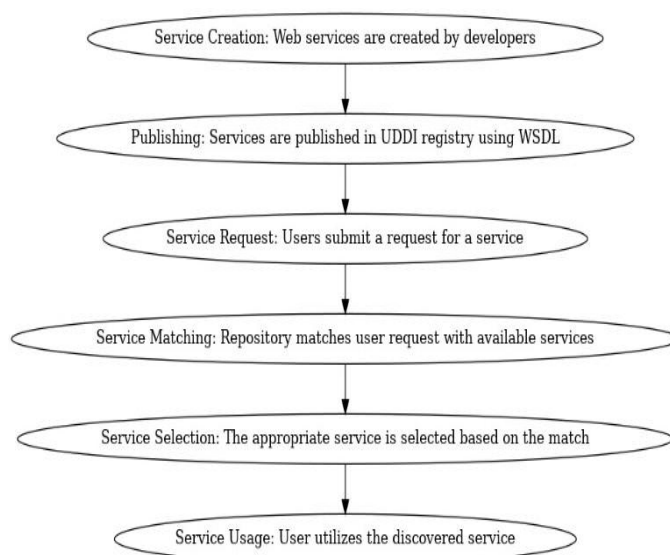 Service Creation: Web services are created by developers
Publishing: Services are published in UDDI registry using WSDL
Service Request: Users submit a request for a service
Service Matching: Repository matches user request with available services
Service Selection: The appropriate service is selected based on the match
Service Usage: User utilizes the discovered service